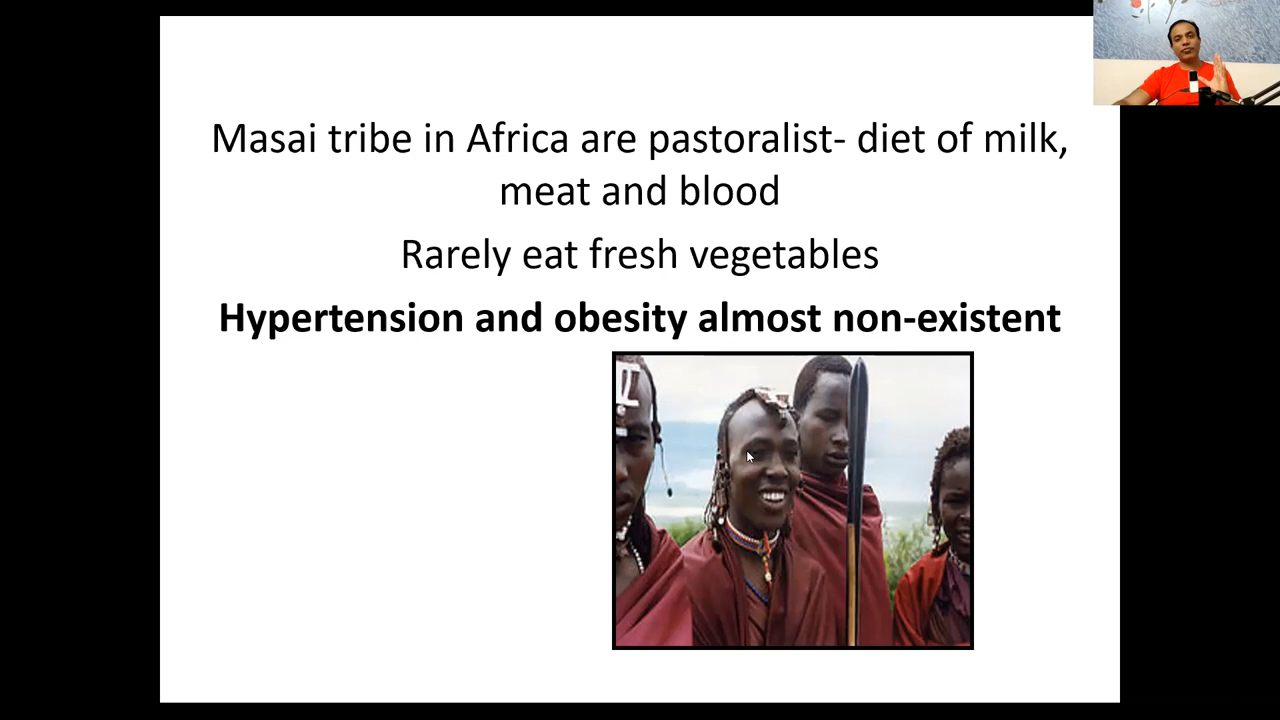 Masai tribe in Africa are pastoralist- diet of milk,
meat and blood
Rarely eat fresh vegetables
Hypertension and obesity almost non-existent